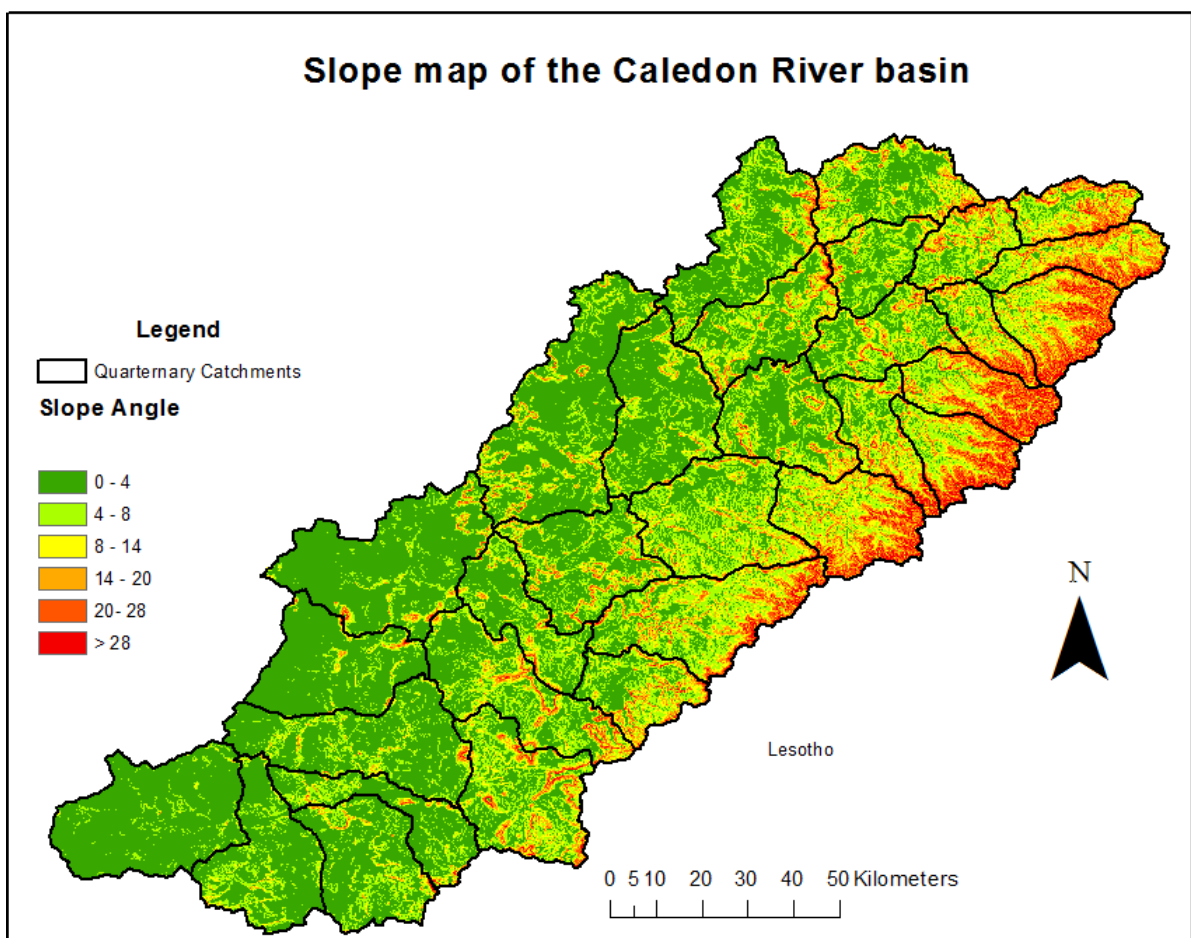 Slope map of the Caledon River basin
Legend
Quarternary Catchments
Slope Angle
0 - 4
4 - 8
8 - 14
14 - 20
20- 28
> 28
N
Lesotho
0 5 10 20 30 40 50 Kilometers